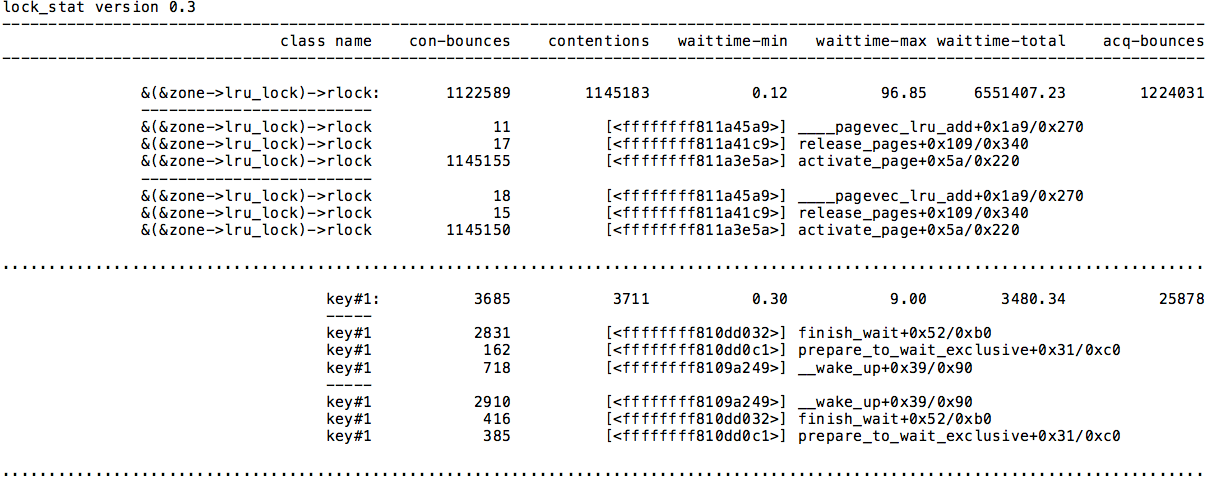 lock_stat version 0.3
-----------------------------------------------------------------------------------------------------------------------------------
class name con-bounces contentions waittime-min waittime-max waittime-total acq-bounces
-----------------------------------------------------------------------------------------------------------------------------------
&(&zone->lru_lock)->rlock: 1122589 1145183 0.12 96.85 6551407.23 1224031
-------------------------
&(&zone->lru_lock)->rlock 11 [<ffffffff811a45a9>] ____pagevec_lru_add+0x1a9/0x270
&(&zone->lru_lock)->rlock 17 [<ffffffff811a41c9>] release_pages+0x109/0x340
&(&zone->lru_lock)->rlock 1145155 [<ffffffff811a3e5a>] activate_page+0x5a/0x220
-------------------------
&(&zone->lru_lock)->rlock 18 [<ffffffff811a45a9>] ____pagevec_lru_add+0x1a9/0x270
&(&zone->lru_lock)->rlock 15 [<ffffffff811a41c9>] release_pages+0x109/0x340
&(&zone->lru_lock)->rlock 1145150 [<ffffffff811a3e5a>] activate_page+0x5a/0x220
...................................................................................................................................
key#1: 3685 3711 0.30 9.00 3480.34 25878
-----
key#1 2831 [<ffffffff810dd032>] finish_wait+0x52/0xb0
key#1 162 [<ffffffff810dd0c1>] prepare_to_wait_exclusive+0x31/0xc0
key#1 718 [<ffffffff8109a249>] __wake_up+0x39/0x90
-----
key#1 2910 [<ffffffff8109a249>] __wake_up+0x39/0x90
key#1 416 [<ffffffff810dd032>] finish_wait+0x52/0xb0
key#1 385 [<ffffffff810dd0c1>] prepare_to_wait_exclusive+0x31/0xc0
...................................................................................................................................